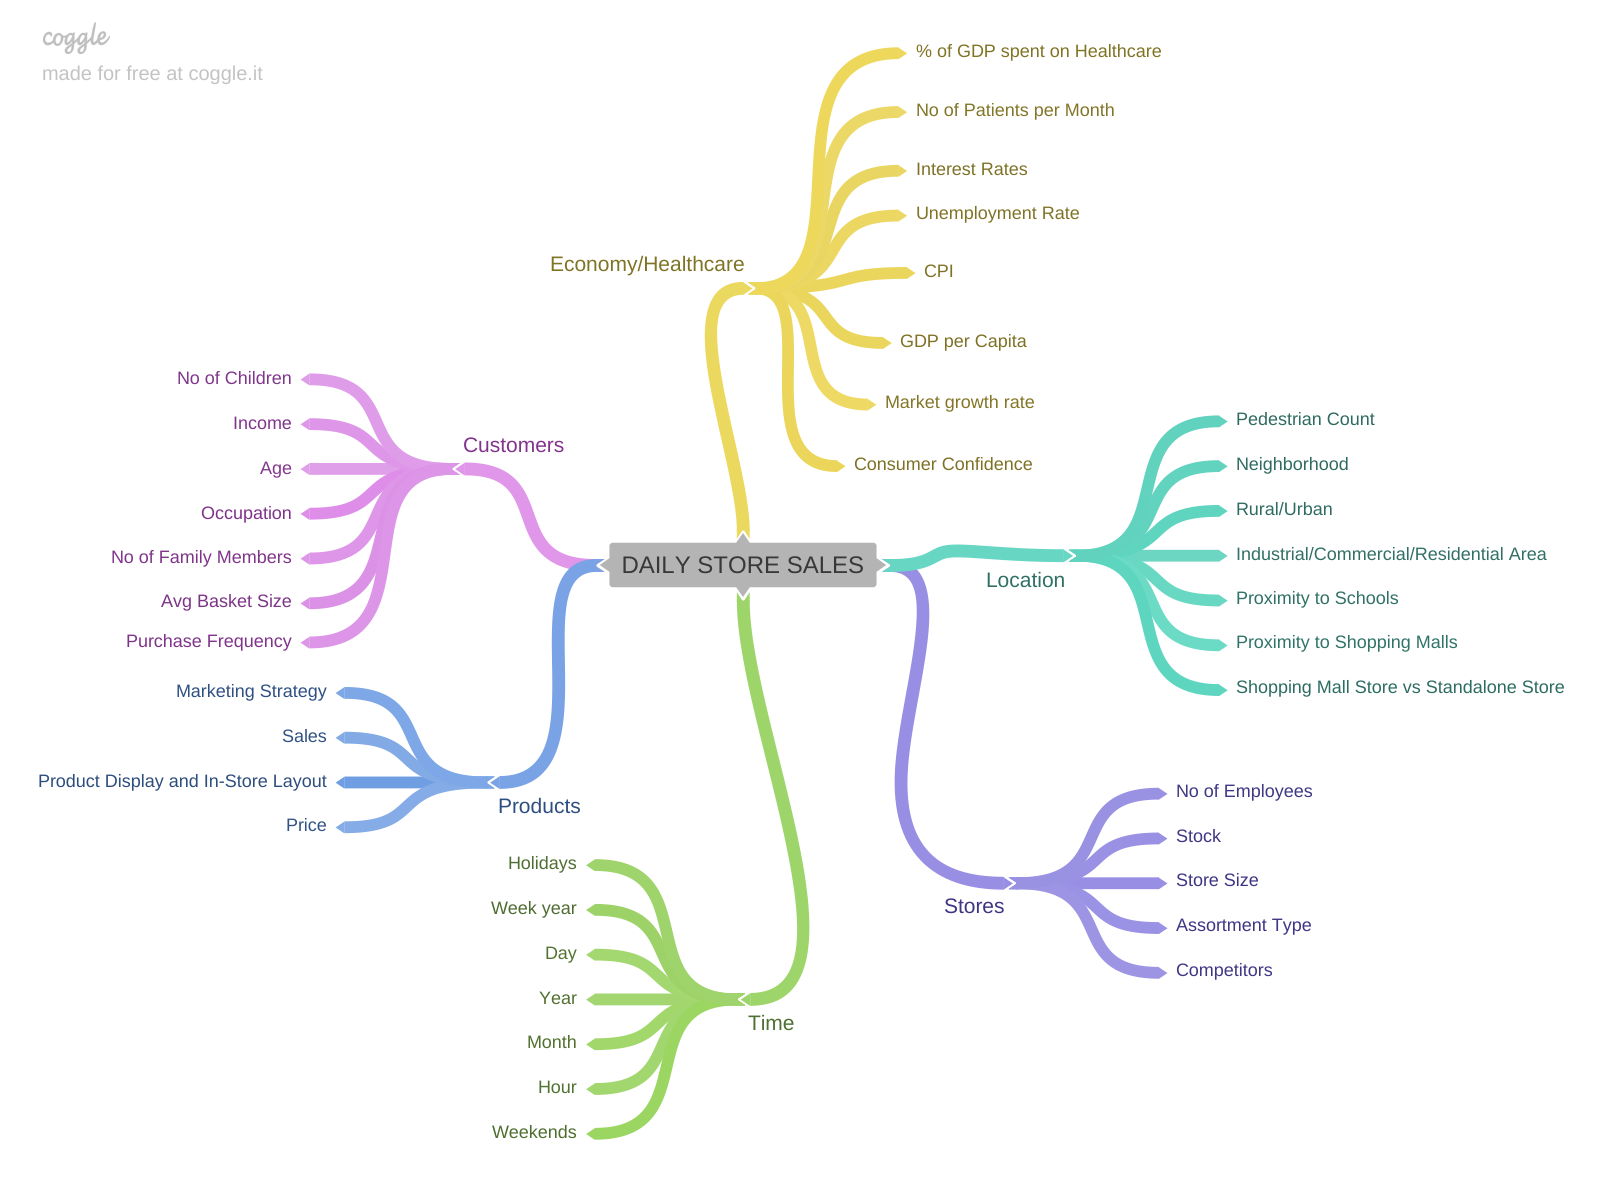 coggle
made for free at coggle.it
% of GDP spent on Healthcare
No of Patients per Month
Interest Rates
Unemployment Rate
Economy/Healthcare
CPI
GDP per Capita
Market growth rate
Consumer Confidence
No of Children
Income
Customers
Age
Occupation
No of Family Members
Avg Basket Size
Purchase Frequency
DAILY STORE SALES
Pedestrian Count
Neighborhood
Rural/Urban
Industrial/Commercial/Residential Area
Location
Proximity to Schools
Proximity to Shopping Malls
Shopping Mall Store vs Standalone Store
Marketing Strategy
Sales
Product Display and In-Store Layout
Products
Price
No of Employees
Stock
Store Size
Stores
Assortment Type
Competitors
Holidays
Week year
Day
Year
Time
Month
Hour
Weekends